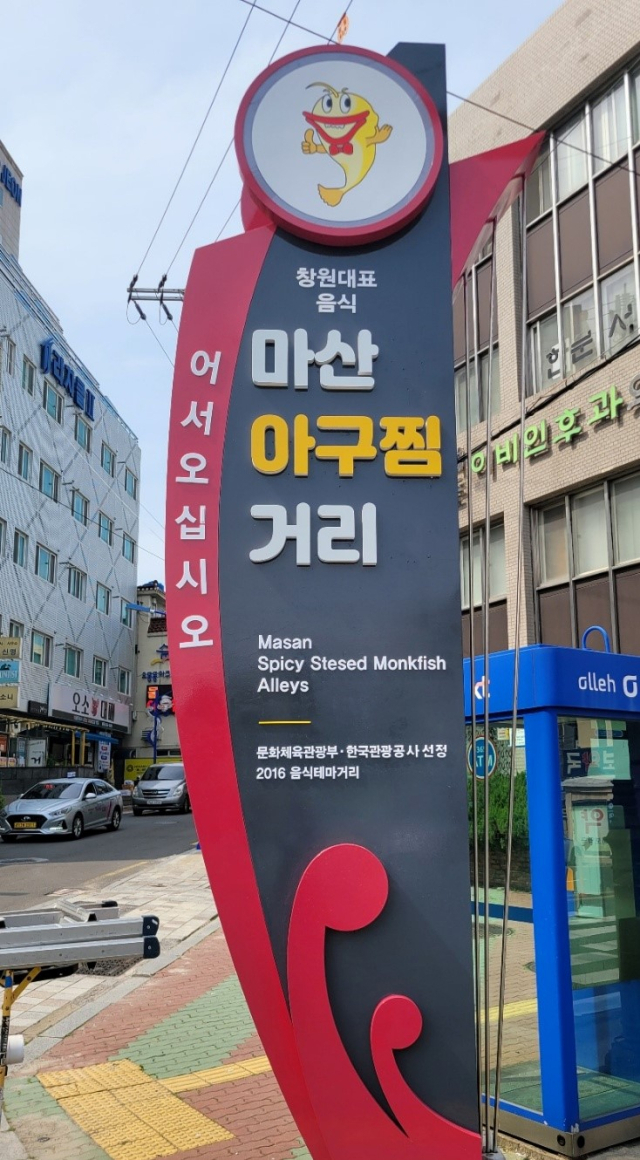 창원대표
음식
마산
아구찜
거리
어서오십시오
Masan
Spicy Stesed Monkfish
Alleys
문화체육관광부·한국관광공사 선정
2016 음식테마거리
이비인후과
olleh